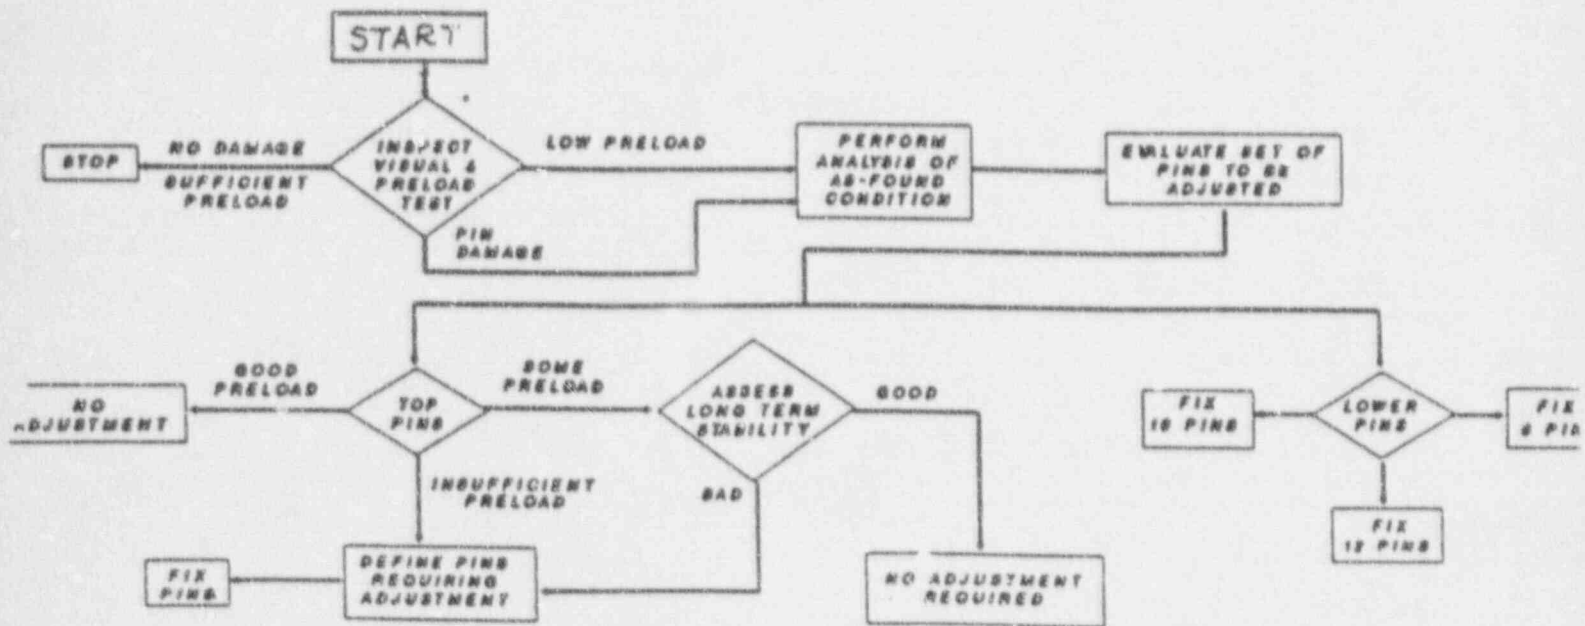 START
NO DAMAGE
SUFFICIENT
PRELOAD
STOP
INSPECT
VISUAL &
PRELOAD
TEST
LOW PRELOAD
PIN
DAMAGE
PERFORM
ANALYSIS OF
AS-FOUND
CONDITION
EVALUATE SET OF
PINS TO BE
ADJUSTED
GOOD
PRELOAD
NO
ADJUSTMENT
TOP
PINS
SOME
PRELOAD
ASSESS
LONG TERM
STABILITY
GOOD
BAD
INSUFFICIENT
PRELOAD
DEFINE PINS
REQUIRING
ADJUSTMENT
FIX
PINS
NO ADJUSTMENT
REQUIRED
FIX
PINS
LOWER
PINS
FIX
FIX
12 PINS